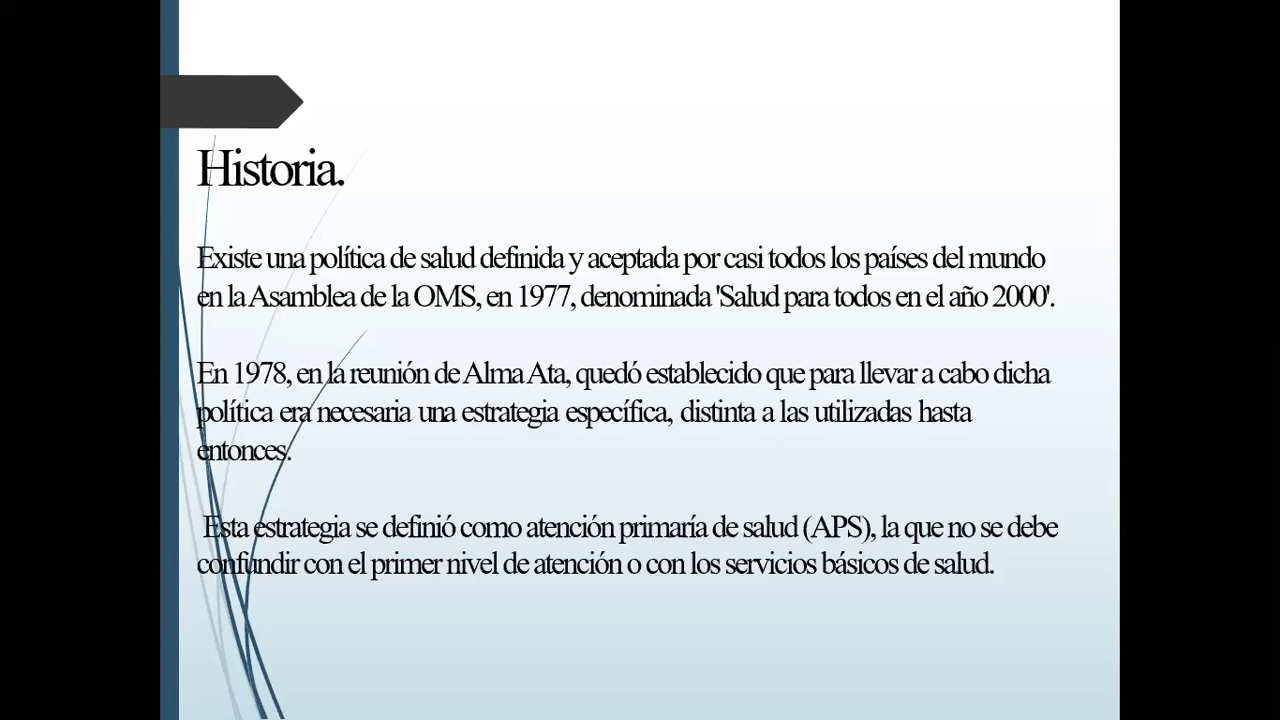 Historia.
Existe una política de salud definida y aceptada por casi todos los países del mundo
en la Asamblea de la OMS, en 1977, denominada 'Salud para todos en el año 2000'.
En 1978, en la reunión de Alma Ata, quedó establecido que para llevar a cabo dicha
política era necesaria una estrategia específica, distinta a las utilizadas hasta
entonces.
Esta estrategia se definió como atención primaría de salud (APS), la que no se debe
confundir con el primer nivel de atención o con los servicios básicos de salud.